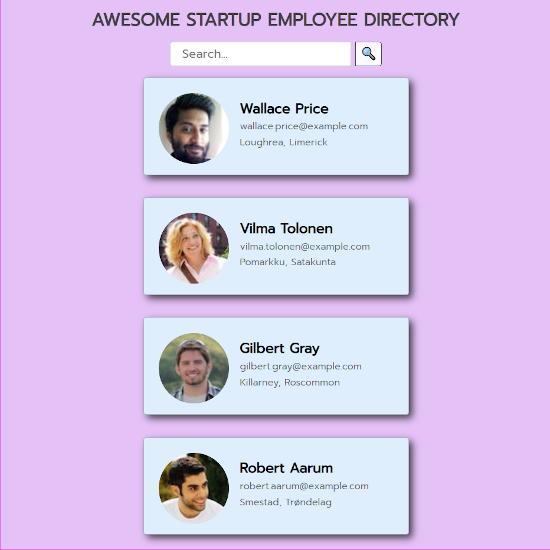 AWESOME STARTUP EMPLOYEE DIRECTORY
Search...
Wallace Price
wallace.price@example.com
Loughrea, Limerick
Vilma Tolonen
vilma.tolonen@example.com
Pomarkku, Satakunta
Gilbert Gray
gilbert.gray@example.com
Killarney, Roscommon
Robert Aarum
robert.aarum@example.com
Smestad, Trøndelag